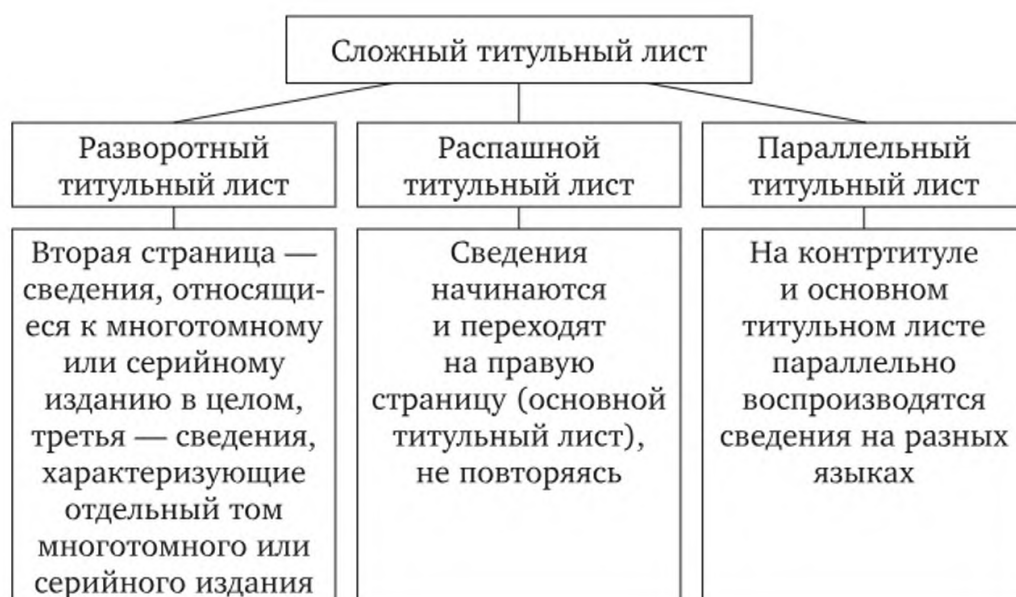 Сложный титульный лист
Разворотный
титульный лист
Вторая страница —
сведения, относящи-
еся к многотомному
или серийному
изданию в целом,
третья — сведения,
характеризующие
отдельный том
многотомного или
серийного издания
Распашной
титульный лист
Сведения
начинаются
и переходят
на правую
страницу (основной
титульный лист),
не повторяясь
Параллельный
титульный лист
На контртитуле
и основном
титульном листе
параллельно
воспроизводятся
сведения на разных
языках